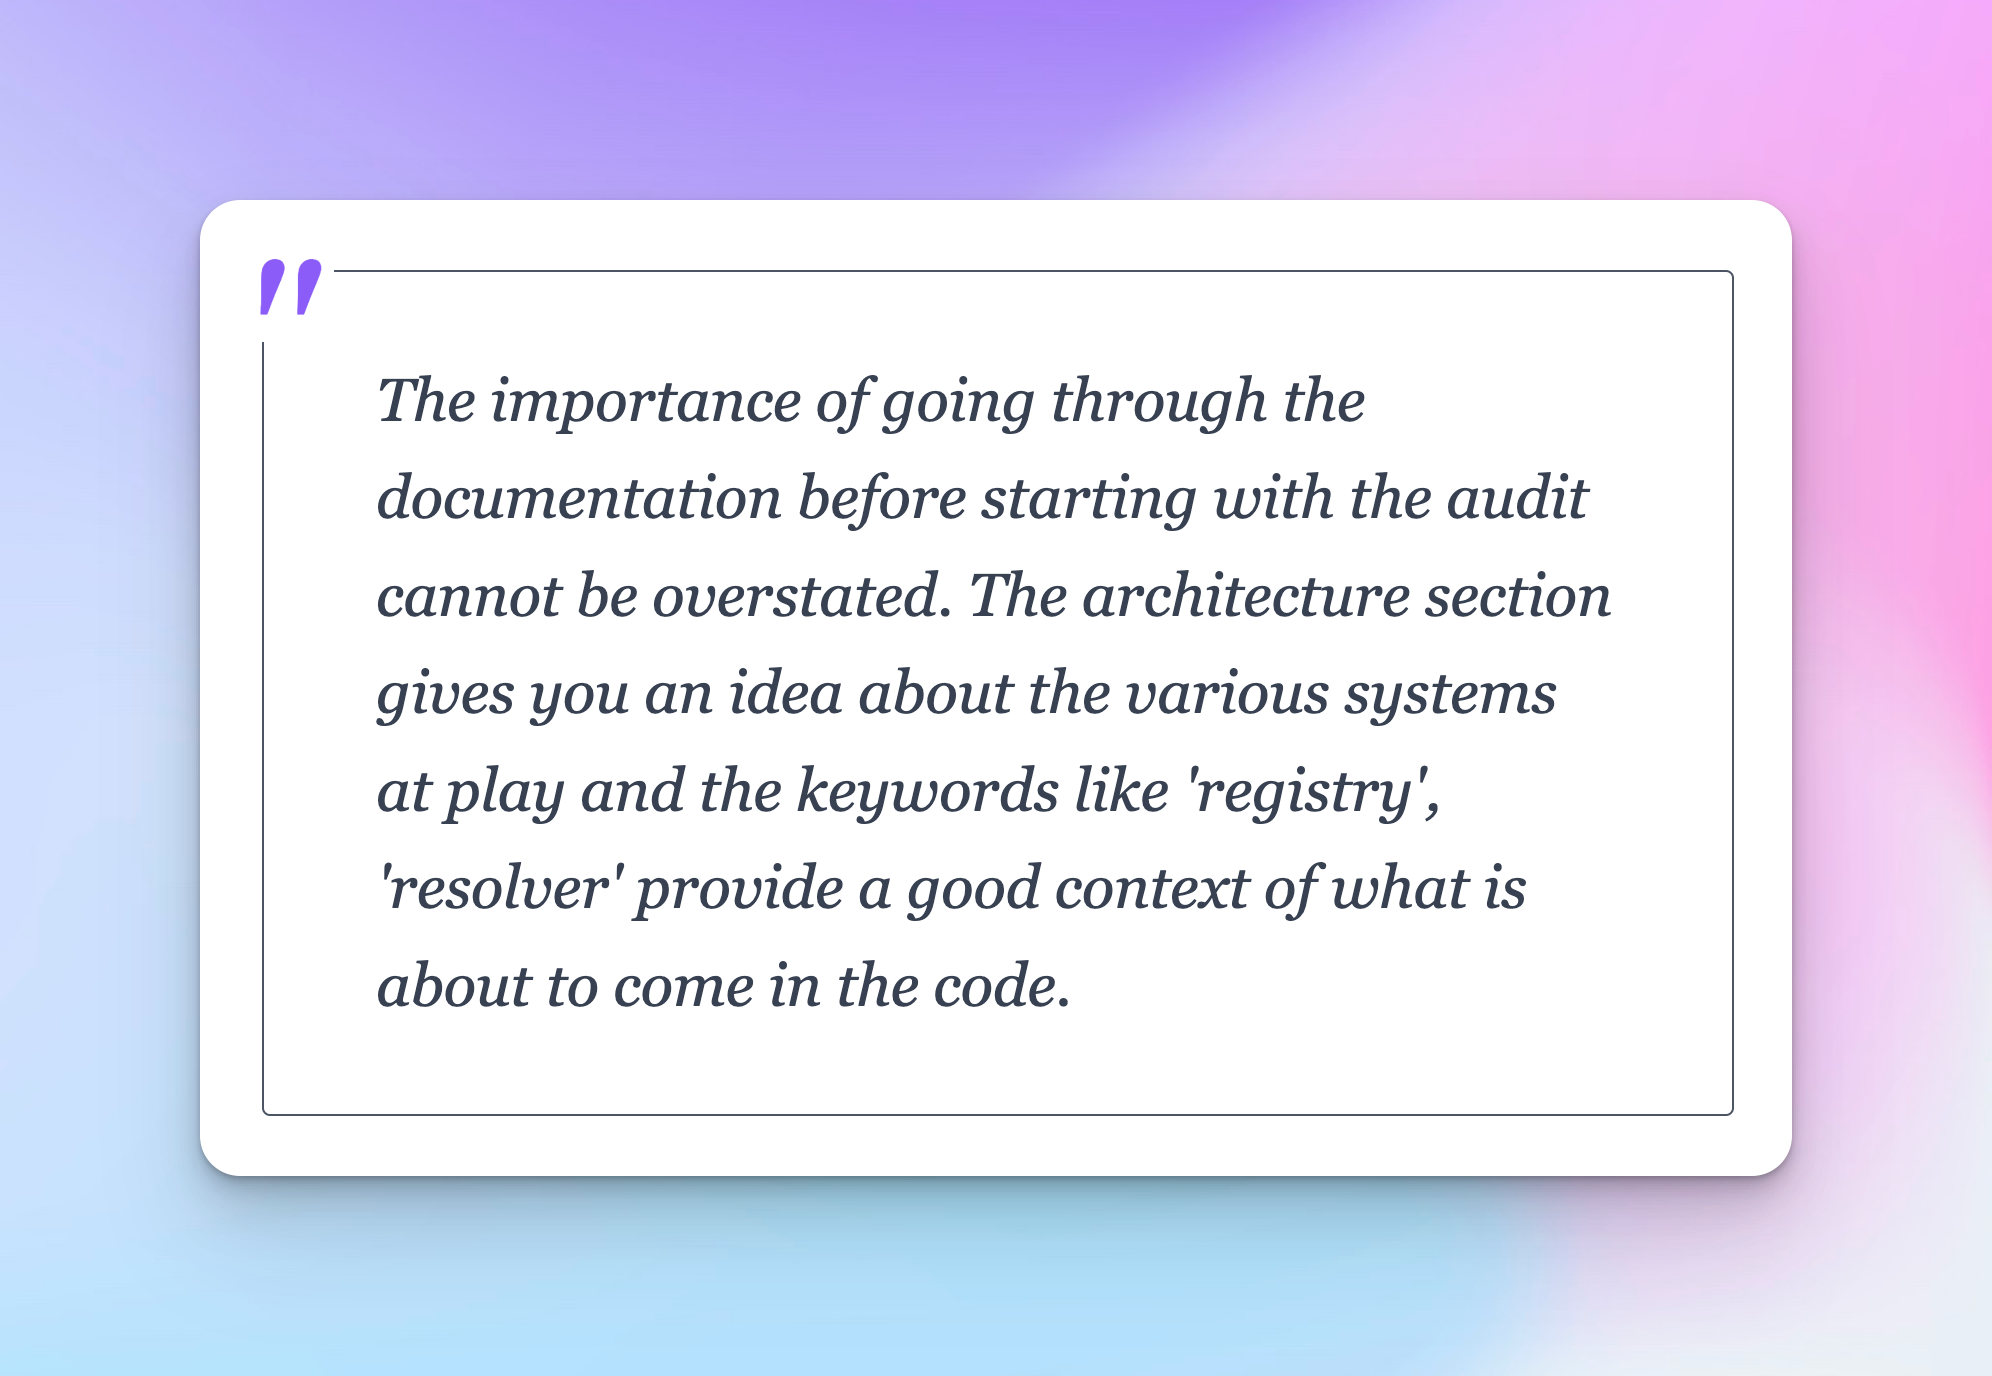 "
The importance of going through the
documentation before starting with the audit
cannot be overstated. The architecture section
gives you an idea about the various systems
at play and the keywords like 'registry',
'resolver' provide a good context of what is
about to come in the code.